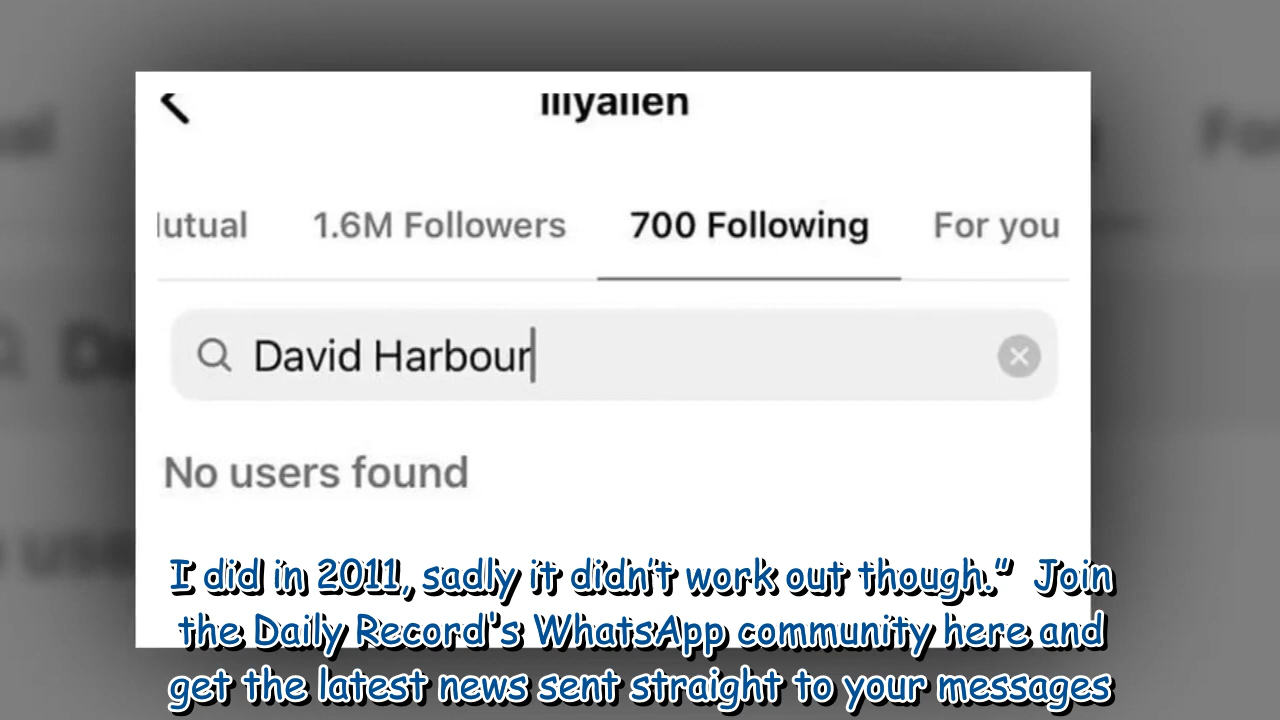 lilyallen
1.6M Followers 700 Following For you
David Harbour
No users found
I did in 2011, sadly it didn't work out though.” Join
the Daily Record's WhatsApp community here and
get the latest news sent straight to your messages